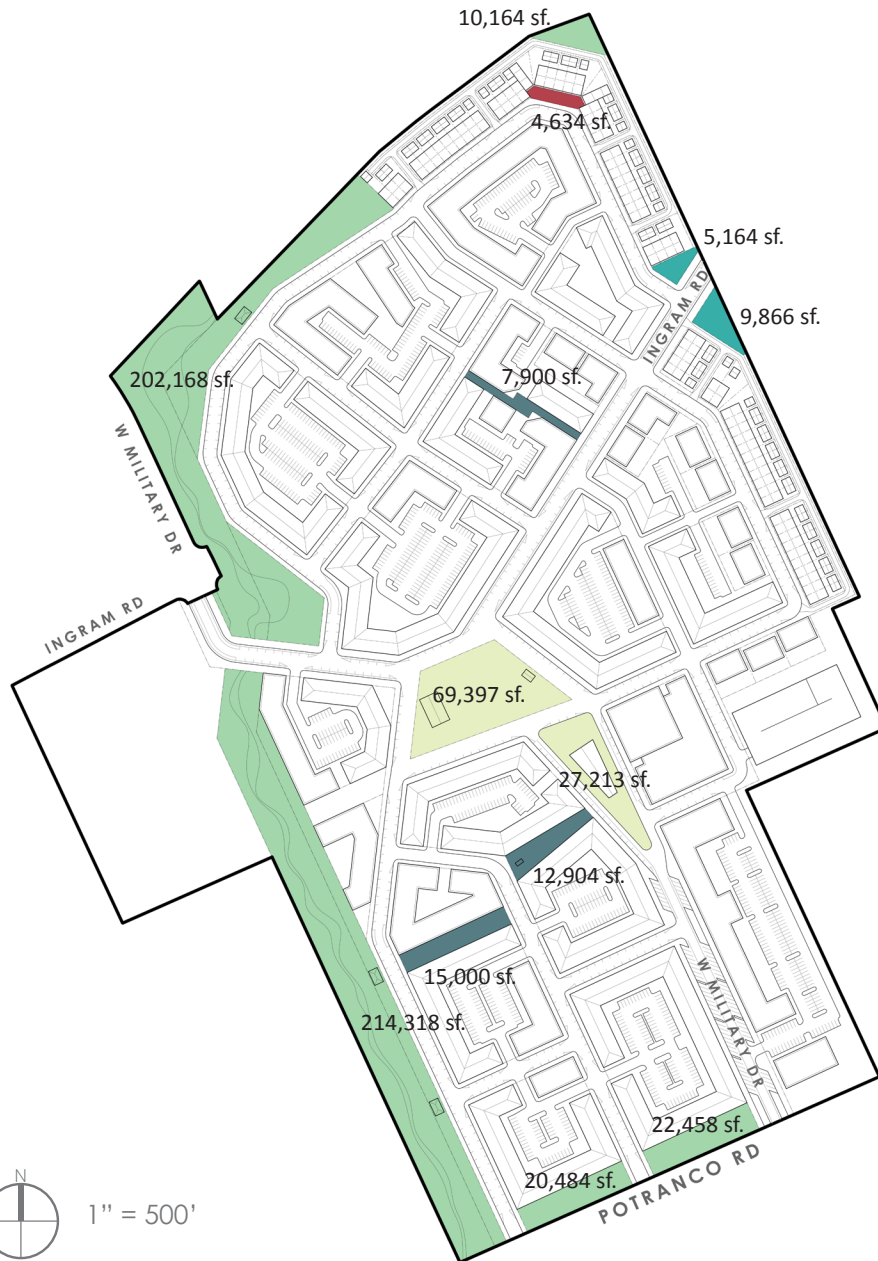 10,164 sf.
4,634 sf.
5,164 sf.
INGRAM RD
9,866 sf.
7,900 sf.
202,168 sf.
W MILITARY DR
INGRAM RD
69,397 sf.
27,213 sf.
12,904 sf.
15,000 sf.
W MILITARY DR
214,318 sf.
22,458 sf.
20,484 sf.
POTRANCO RD
N
1” = 500’